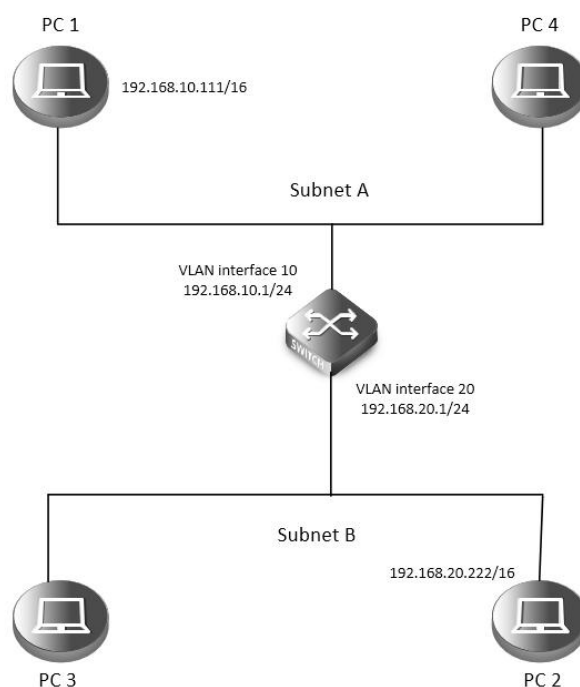 PC 1
PC 4
192.168.10.111/16
Subnet A
VLAN interface 10
192.168.10.1/24
SWITCH
VLAN interface 20
192.168.20.1/24
Subnet B
192.168.20.222/16
PC 3
PC 2